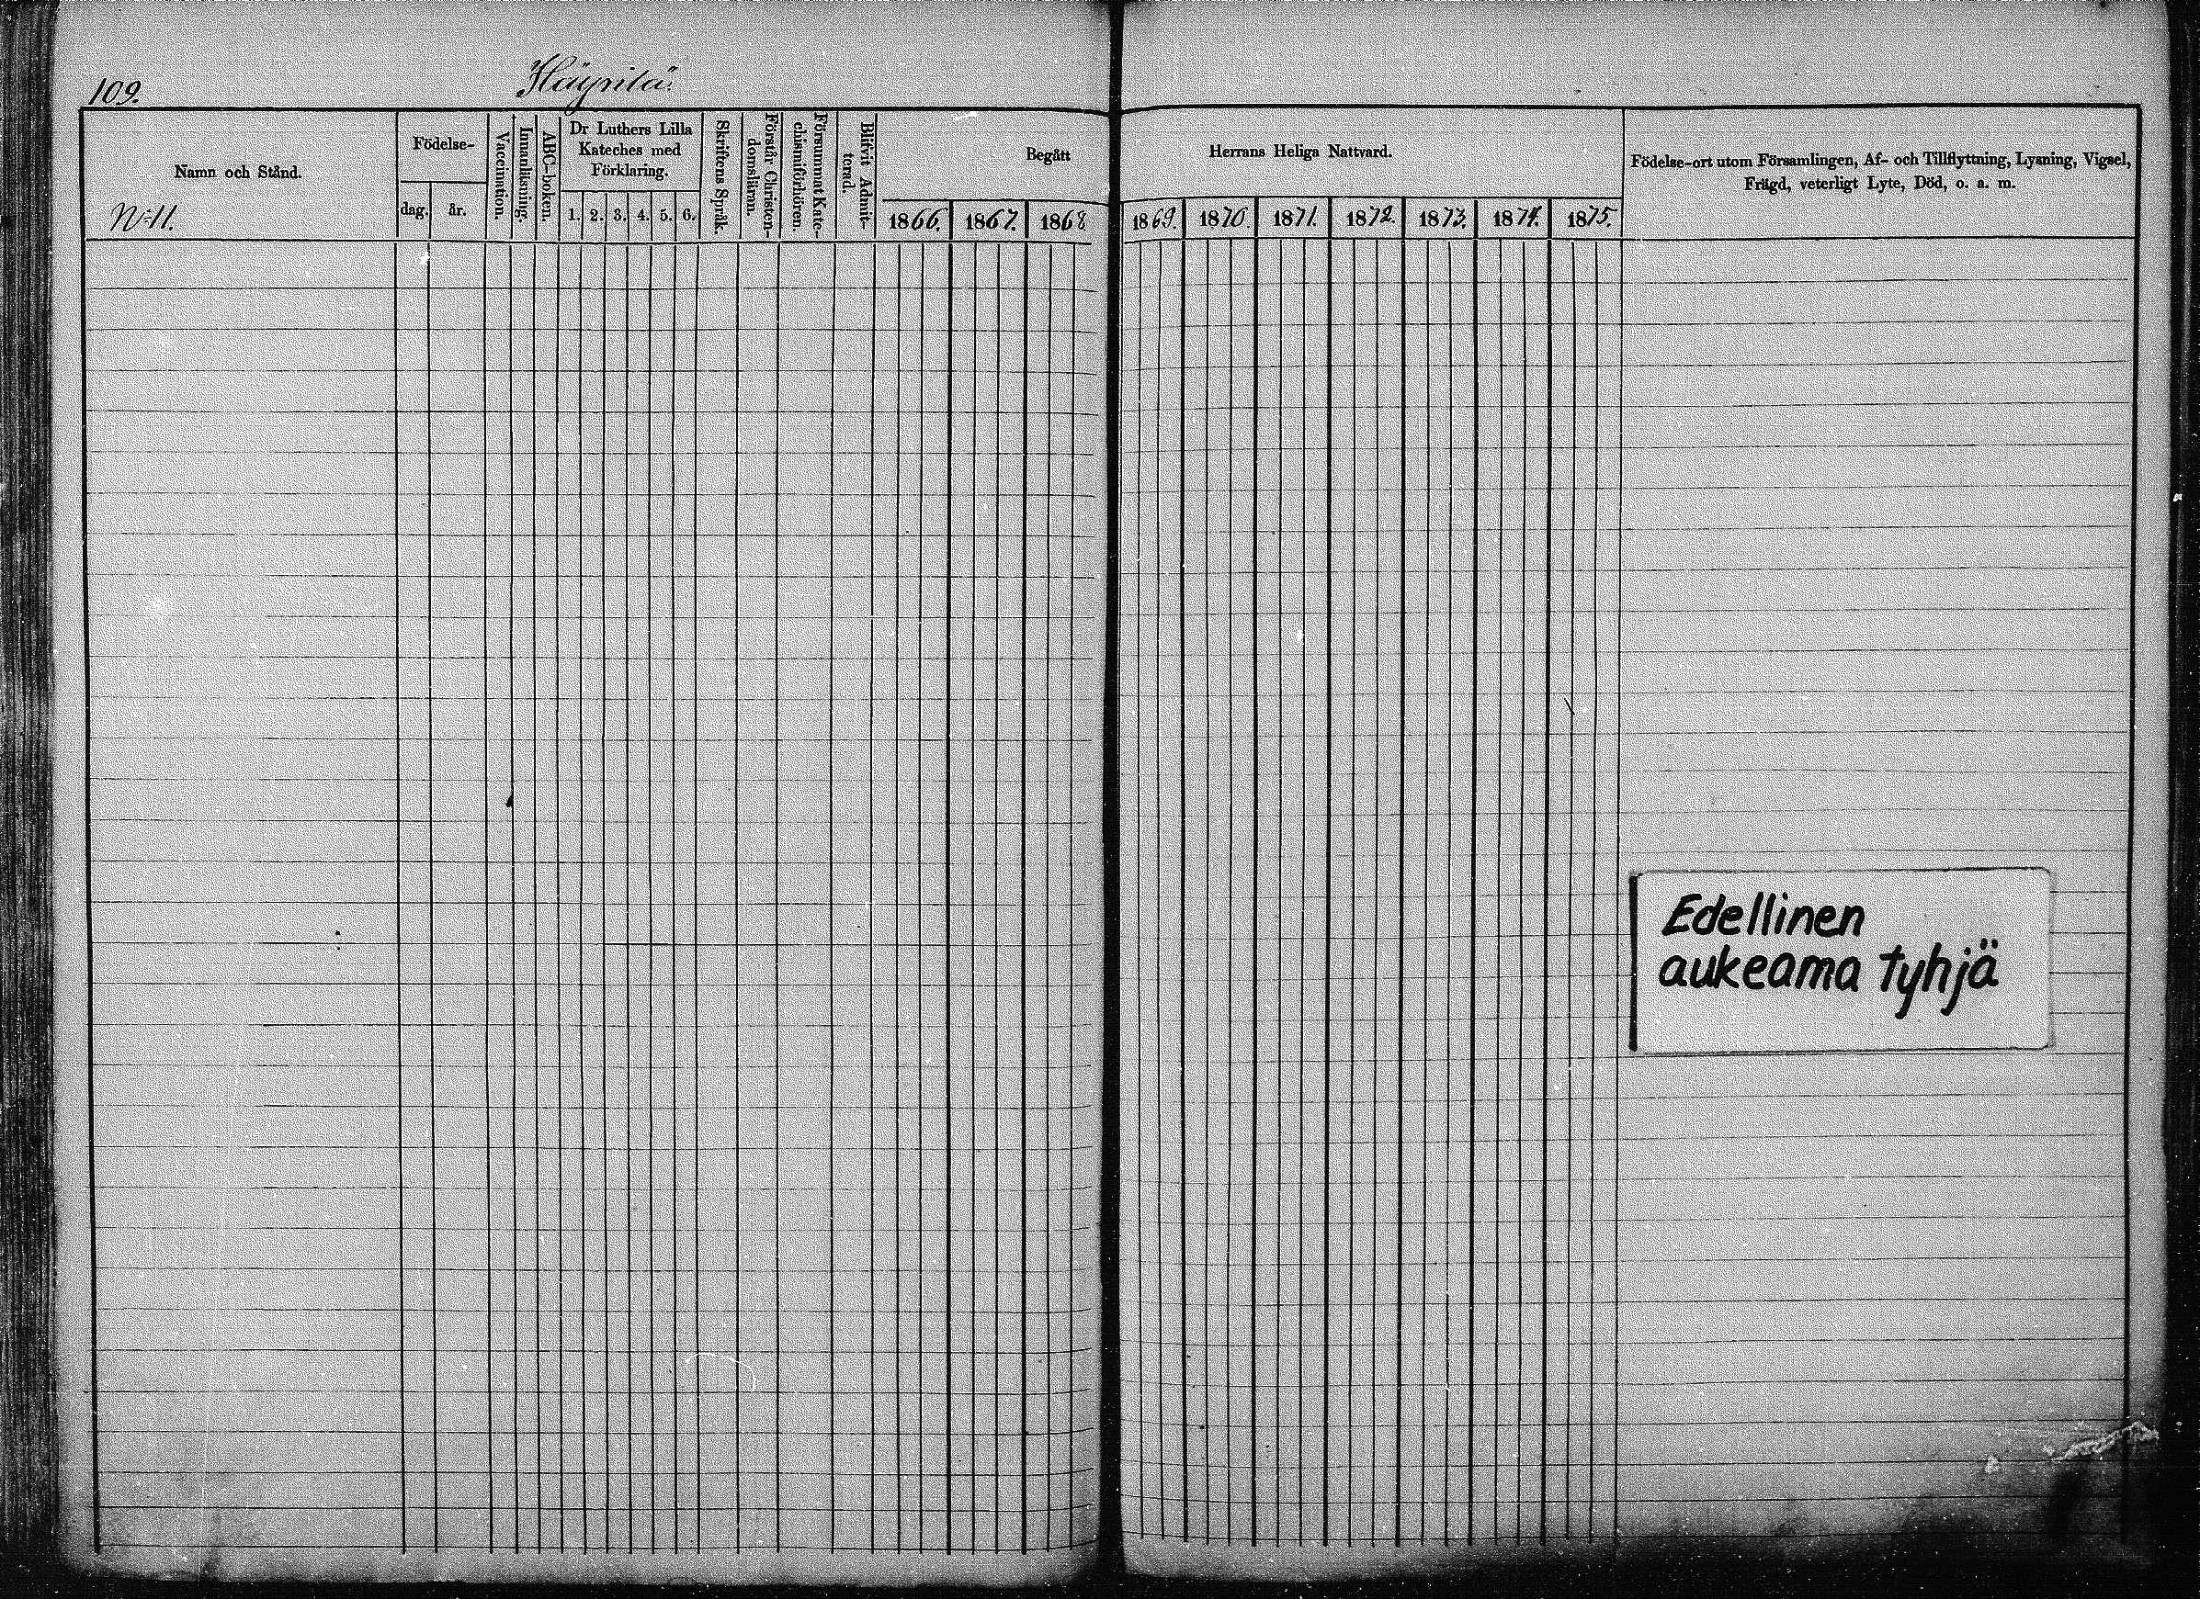 109.
Häyrilä.
Namn och Stånd.
N:o 11.
Födelse-
dag. år.
Vaccination.
Innanläsning.
ABC-boken.
Dr Luthers Lilla
Kateches med
Förklaring.
1. 2. 3. 4. 5. 6.
Skriftens Språk.
Förstår Christen-
domslärän.
Försummat Kate-
chismiförhören.
Blifvit Admit-
terad.
Begått
1866. 1867. 1868
Herrans Heliga Nattvard.
1869. 1870. 1871. 1872. 1873. 1874. 1875.
Födelse-ort utom Församlingen, Af- och Tillflyttning, Lysning, Vigsel,
Frägd, veterligt Lyte, Död, o. a. m.
Edellinen
aukeama tyhjä